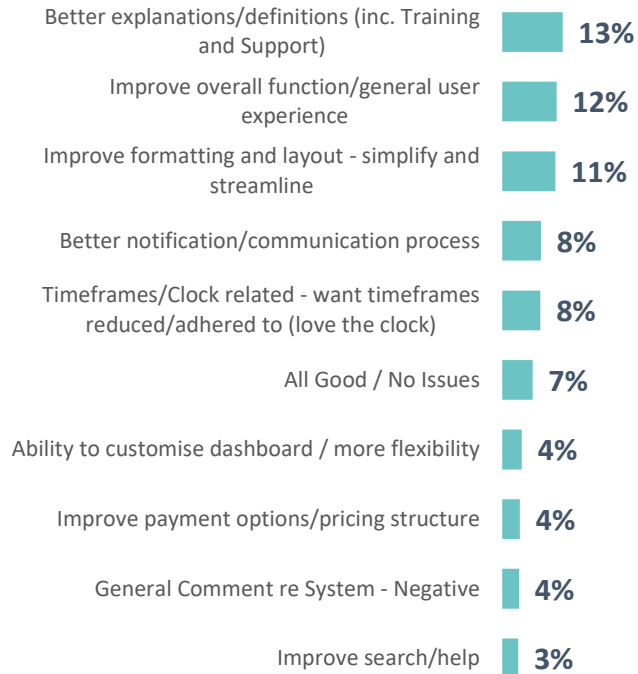 Better explanations/definitions (inc. Training
and Support)
13%
Improve overall function/general user
experience
12%
Improve formatting and layout - simplify and
streamline
11%
Better notification/communication process
8%
Timeframes/Clock related - want timeframes
reduced/adhered to (love the clock)
8%
All Good / No Issues
7%
Ability to customise dashboard / more flexibility
4%
Improve payment options/pricing structure
4%
General Comment re System - Negative
4%
Improve search/help
3%